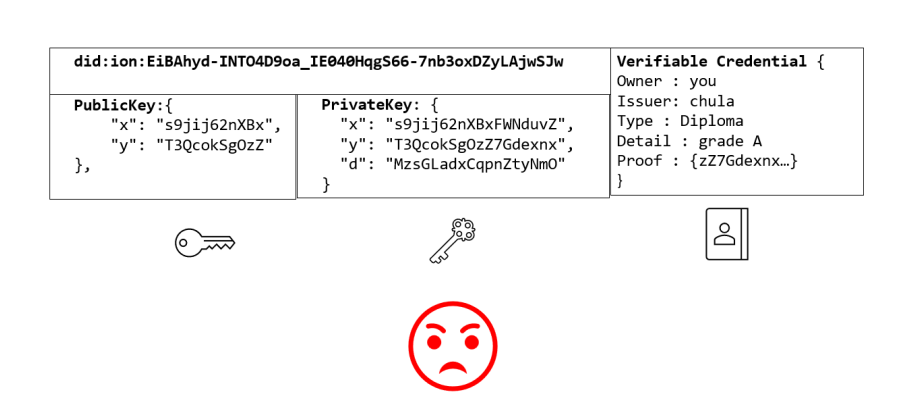 did:ion:EiBAhyd-INTO4D9oa_IE040HqgS66-7nb3oxDZyLAjwSJw
PublicKey:{
"x": "s9jij62nXBx",
"y": "T3QcokSgOzZ"
},
PrivateKey: {
"x": "s9jij62nXBxFWNduvZ",
"y": "T3QcokSgOzZ7Gdexnx",
"d": "MzsGLadxCqpnZtyNmO"
}
Verifiable Credential {
Owner : you
Issuer: chula
Type : Diploma
Detail : grade A
Proof : {zZ7Gdexnx…}
}